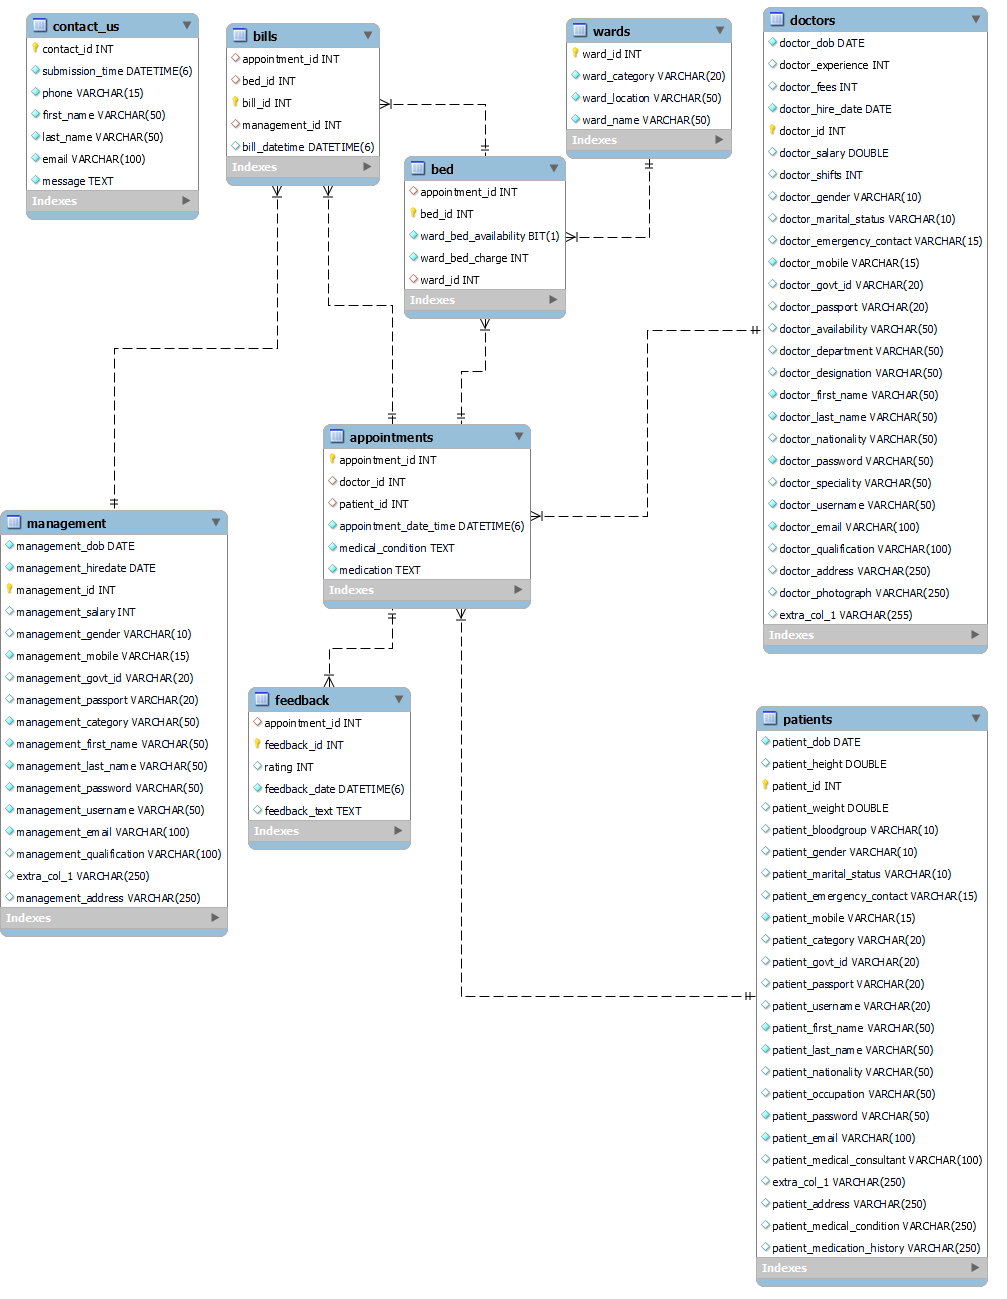 contact_us
contact_id INT
submission_time DATETIME(6)
phone VARCHAR(15)
first_name VARCHAR(50)
last_name VARCHAR(50)
email VARCHAR(100)
message TEXT
Indexes
bills
appointment_id INT
bed_id INT
bill_id INT
management_id INT
bill_datetime DATETIME(6)
Indexes
wards
ward_id INT
ward_category VARCHAR(20)
ward_location VARCHAR(50)
ward_name VARCHAR(50)
Indexes
doctors
doctor_dob DATE
doctor_experience INT
doctor_fees INT
doctor_hire_date DATE
doctor_id INT
doctor_salary DOUBLE
doctor_shifts INT
doctor_gender VARCHAR(10)
doctor_marital_status VARCHAR(10)
doctor_emergency_contact VARCHAR(15)
doctor_mobile VARCHAR(15)
doctor_govt_id VARCHAR(20)
doctor_passport VARCHAR(20)
doctor_availability VARCHAR(50)
doctor_department VARCHAR(50)
doctor_designation VARCHAR(50)
doctor_first_name VARCHAR(50)
doctor_last_name VARCHAR(50)
doctor_nationality VARCHAR(50)
doctor_password VARCHAR(50)
doctor_speciality VARCHAR(50)
doctor_username VARCHAR(50)
doctor_email VARCHAR(100)
doctor_qualification VARCHAR(100)
doctor_address VARCHAR(250)
doctor_photograph VARCHAR(250)
extra_col_1 VARCHAR(255)
Indexes
bed
appointment_id INT
bed_id INT
ward_bed_availability BIT(1)
ward_bed_charge INT
ward_id INT
Indexes
appointments
appointment_id INT
doctor_id INT
patient_id INT
appointment_date_time DATETIME(6)
medical_condition TEXT
medication TEXT
Indexes
management
management_dob DATE
management_hiredate DATE
management_id INT
management_salary INT
management_gender VARCHAR(10)
management_mobile VARCHAR(15)
management_govt_id VARCHAR(20)
management_passport VARCHAR(20)
management_category VARCHAR(50)
management_first_name VARCHAR(50)
management_last_name VARCHAR(50)
management_password VARCHAR(50)
management_username VARCHAR(50)
management_email VARCHAR(100)
management_qualification VARCHAR(100)
extra_col_1 VARCHAR(250)
management_address VARCHAR(250)
Indexes
feedback
appointment_id INT
feedback_id INT
rating INT
feedback_date DATETIME(6)
feedback_text TEXT
Indexes
patients
patient_dob DATE
patient_height DOUBLE
patient_id INT
patient_weight DOUBLE
patient_bloodgroup VARCHAR(10)
patient_gender VARCHAR(10)
patient_marital_status VARCHAR(10)
patient_emergency_contact VARCHAR(15)
patient_mobile VARCHAR(15)
patient_category VARCHAR(20)
patient_govt_id VARCHAR(20)
patient_passport VARCHAR(20)
patient_username VARCHAR(20)
patient_first_name VARCHAR(50)
patient_last_name VARCHAR(50)
patient_nationality VARCHAR(50)
patient_occupation VARCHAR(50)
patient_password VARCHAR(50)
patient_email VARCHAR(100)
patient_medical_consultant VARCHAR(100)
extra_col_1 VARCHAR(250)
patient_address VARCHAR(250)
patient_medical_condition VARCHAR(250)
patient_medication_history VARCHAR(250)
Indexes